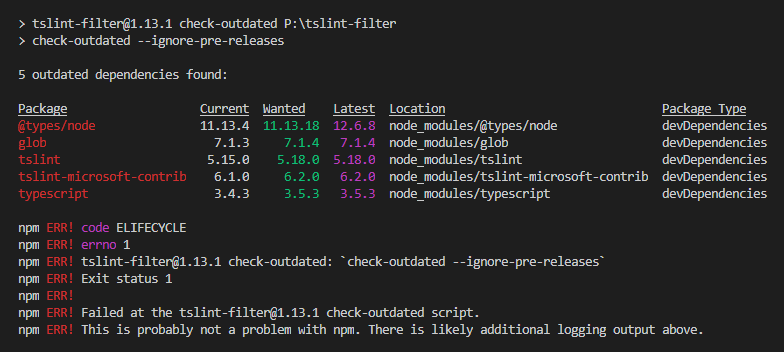 > tslint-filter@1.13.1 check-outdated P:\tslint-filter
> check-outdated --ignore-pre-releases
5 outdated dependencies found:
Package Current Wanted Latest Location Package Type
@types/node 11.13.4 11.13.18 12.6.8 node_modules/@types/node devDependencies
glob 7.1.3 7.1.4 7.1.4 node_modules/glob devDependencies
tslint 5.15.0 5.18.0 5.18.0 node_modules/tslint devDependencies
tslint-microsoft-contrib 6.1.0 6.2.0 6.2.0 node_modules/tslint-microsoft-contrib devDependencies
typescript 3.4.3 3.5.3 3.5.3 node_modules/typescript devDependencies
npm ERR! code ELIFECYCLE
npm ERR! errno 1
npm ERR! tslint-filter@1.13.1 check-outdated: `check-outdated --ignore-pre-releases`
npm ERR! Exit status 1
npm ERR!
npm ERR! Failed at the tslint-filter@1.13.1 check-outdated script.
npm ERR! This is probably not a problem with npm. There is likely additional logging output above.